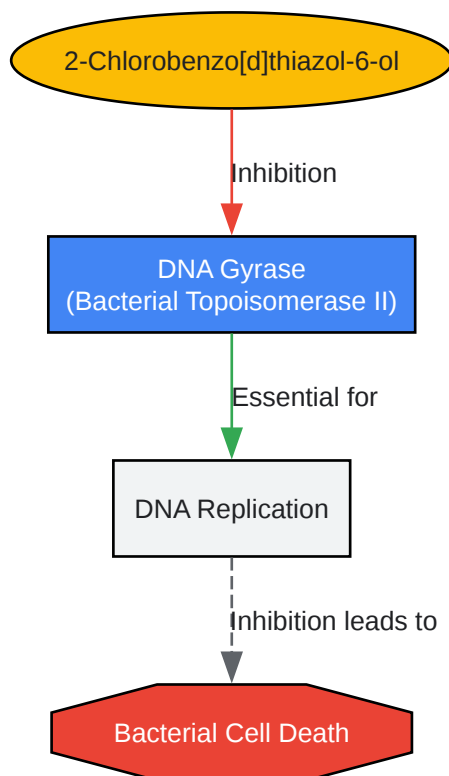 2-Chlorobenzo[d]thiazol-6-ol
Inhibition
DNA Gyrase
(Bacterial Topoisomerase II)
Essential for
DNA Replication
Inhibition leads to
Bacterial Cell Death